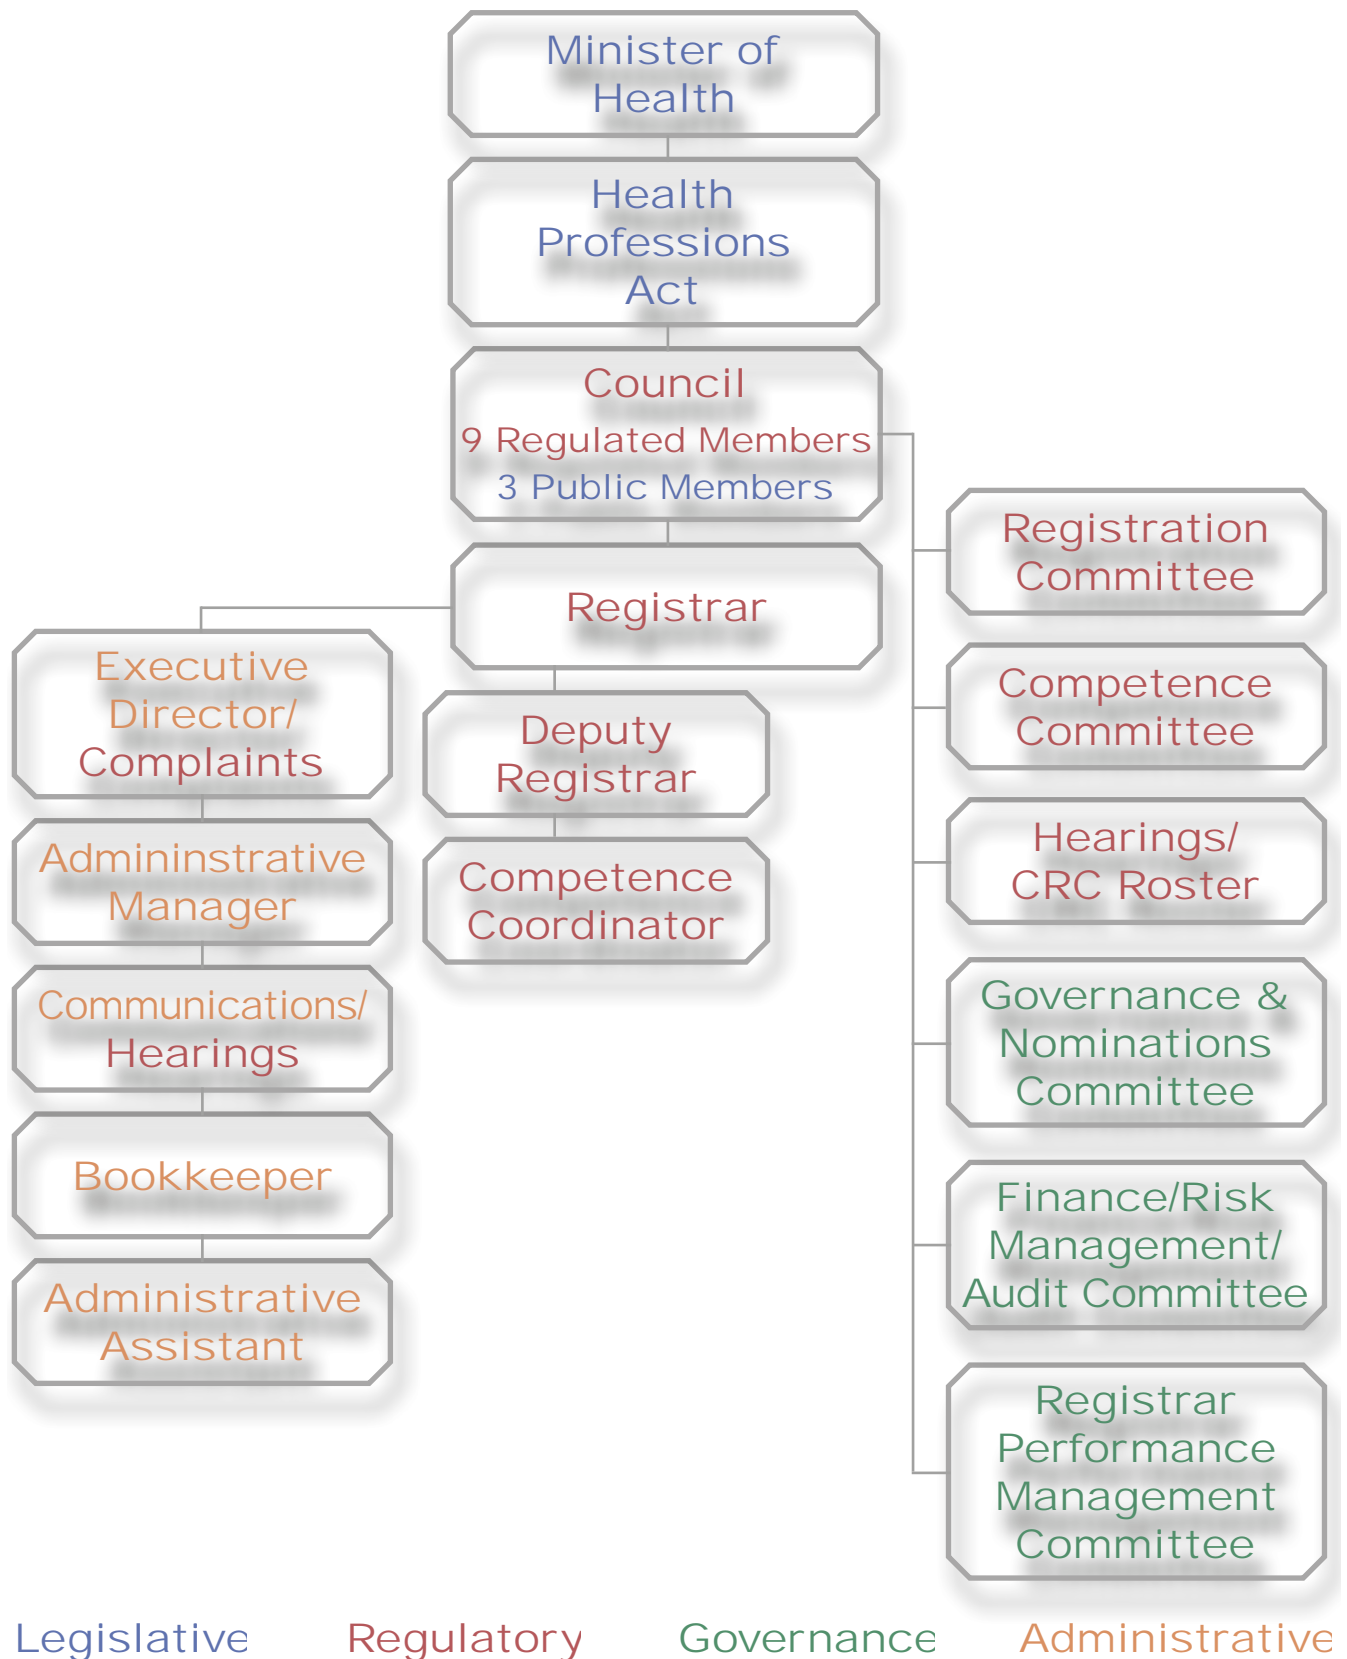 Minister of
Health
Health
Professions
Act
Council
9 Regulated Members
3 Public Members
Registrar
Executive
Director/
Complaints
Admininstrative
Manager
Communications/
Hearings
Bookkeeper
Administrative
Assistant
Deputy
Registrar
Competence
Coordinator
Registration
Committee
Competence
Committee
Hearings/
CRC Roster
Governance &
Nominations
Committee
Finance/Risk
Management/
Audit Committee
Registrar
Performance
Management
Committee
Legislative
Regulatory
Governance
Administrative